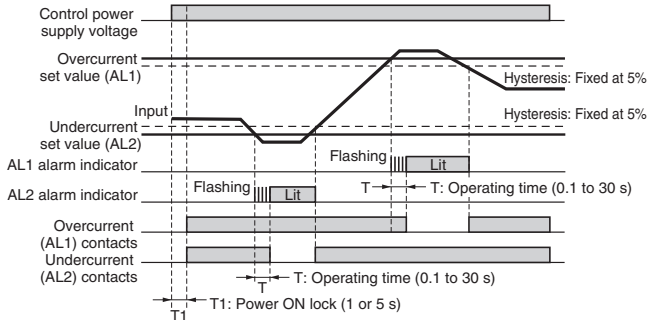 Control power
supply voltage
Overcurrent
set value (AL1)
Hysteresis: Fixed at 5%
Input
Hysteresis: Fixed at 5%
Undercurrent
set value (AL2)
AL1 alarm indicator
Flashing
Lit
T
T: Operating time (0.1 to 30 s)
AL2 alarm indicator
Flashing
Lit
Overcurrent
(AL1) contacts
Undercurrent
(AL2) contacts
T
T: Operating time (0.1 to 30 s)
T1
T1: Power ON lock (1 or 5 s)